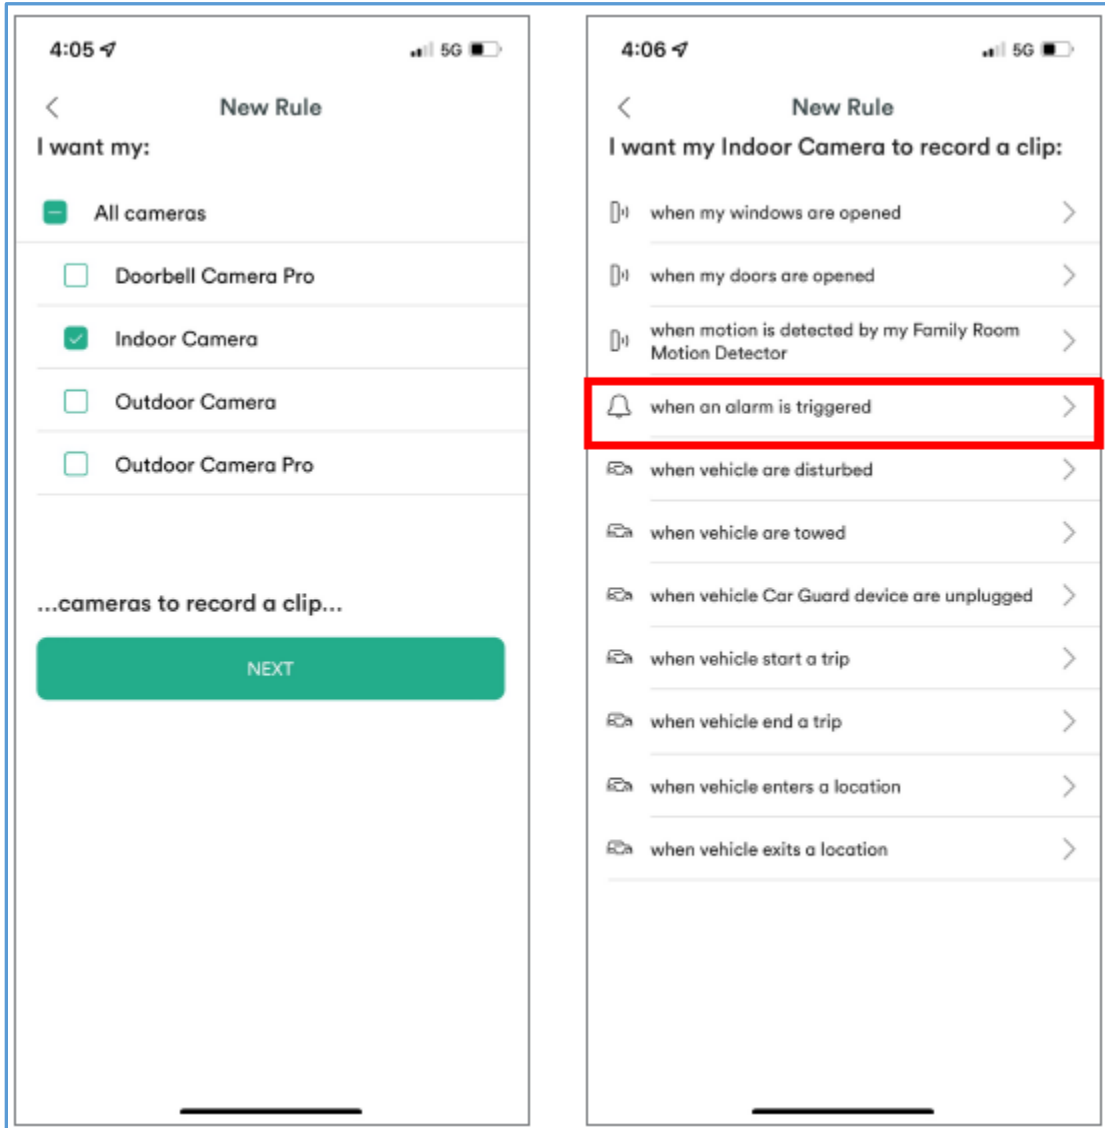 4:05
5G
New Rule
I want my:
All cameras
Doorbell Camera Pro
Indoor Camera
Outdoor Camera
Outdoor Camera Pro
...cameras to record a clip...
NEXT
4:06
5G
New Rule
I want my Indoor Camera to record a clip:
when my windows are opened
when my doors are opened
when motion is detected by my Family Room
Motion Detector
when an alarm is triggered
when vehicle are disturbed
when vehicle are towed
when vehicle Car Guard device are unplugged
when vehicle start a trip
when vehicle end a trip
when vehicle enters a location
when vehicle exits a location